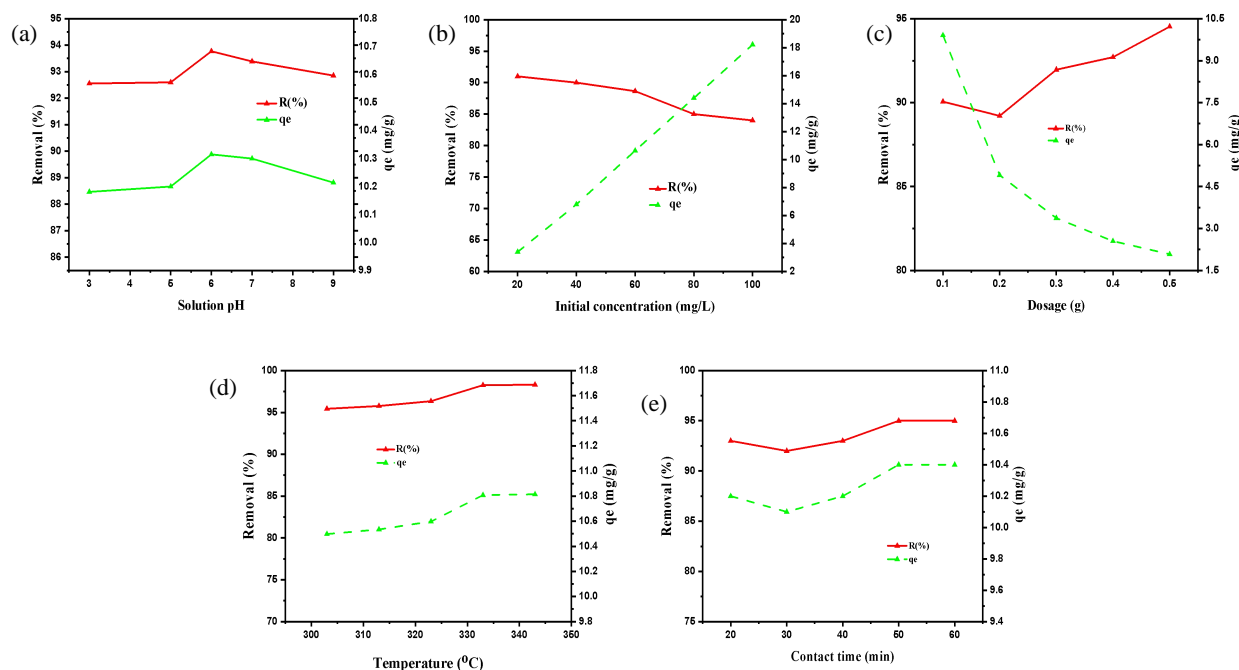 (a)
95
94
93
92
91
90
89
88
87
86
Removal (%)
10.8
10.7
10.6
10.5
10.4
10.3
10.2
10.1
10.0
9.9
qe (mg/g)
R(%)
qe
3 4 5 6 7 8 9
Solution pH
(b)
100
95
90
85
80
75
70
65
60
Removal (%)
20
18
16
14
12
10
8
6
4
2
qe (mg/g)
R(%)
qe
20 40 60 80 100
Initial concentration (mg/L)
(c)
95
90
85
80
Removal (%)
10.5
9.0
7.5
6.0
4.5
3.0
1.5
qe (mg/g)
R(%)
qe
0.1 0.2 0.3 0.4 0.5
Dosage (g)
(d)
100
95
90
85
80
75
70
Removal (%)
11.8
11.6
11.4
11.2
11.0
10.8
10.6
10.4
10.2
10.0
9.8
qe (mg/g)
R(%)
qe
300 310 320 330 340 350
Temperature (⁰C)
(e)
100
95
90
85
80
75
Removal (%)
11.0
10.8
10.6
10.4
10.2
10.0
9.8
9.6
9.4
qe (mg/g)
R(%)
qe
20 30 40 50 60
Contact time (min)